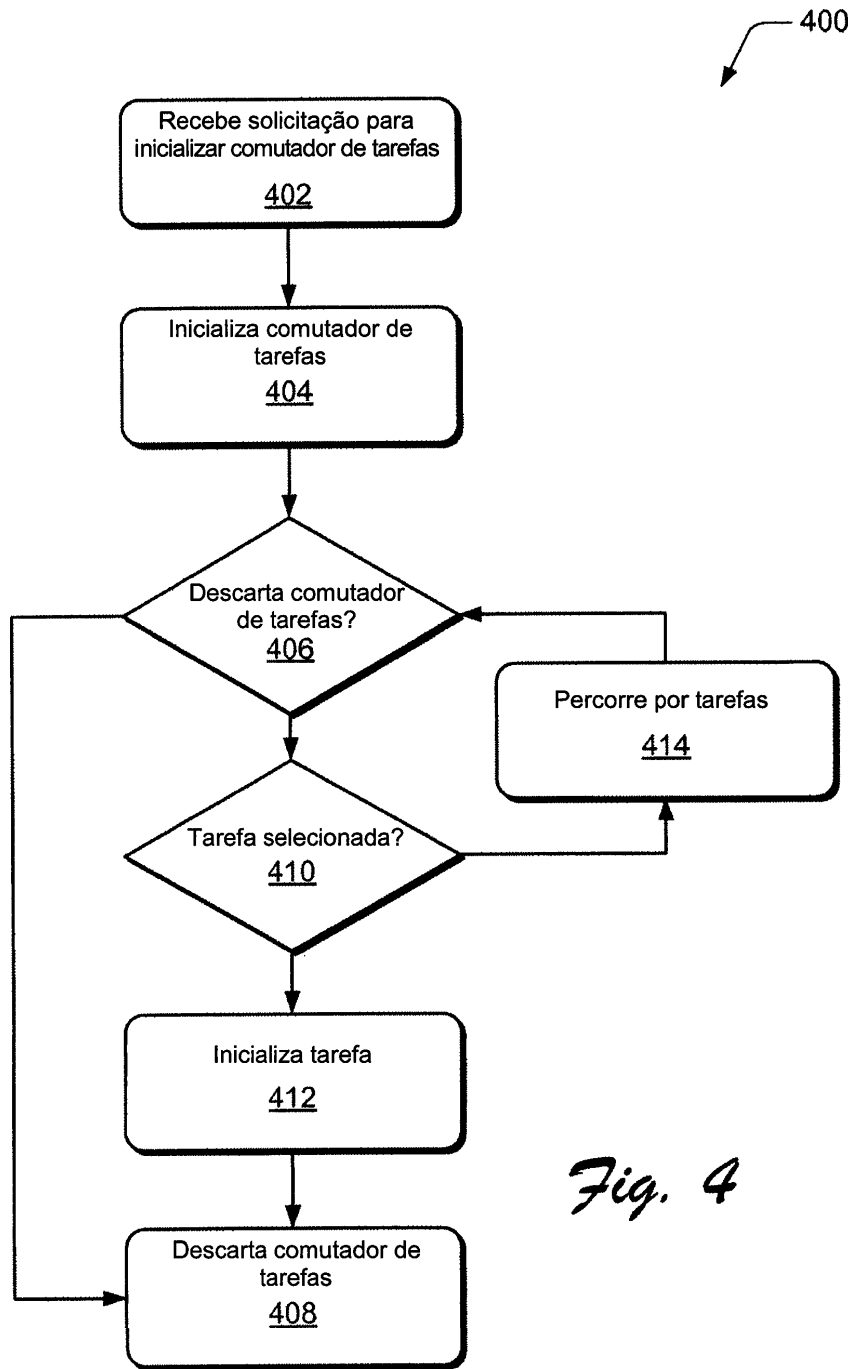 400
Recebe solicitação para
inicializar comutador de tarefas
402
Inicializa comutador de
tarefas
404
Descarta comutador
de tarefas?
406
Percorre por tarefas
414
Tarefa selecionada?
410
Inicializa tarefa
412
Descarta comutador de
tarefas
408
Fig. 4